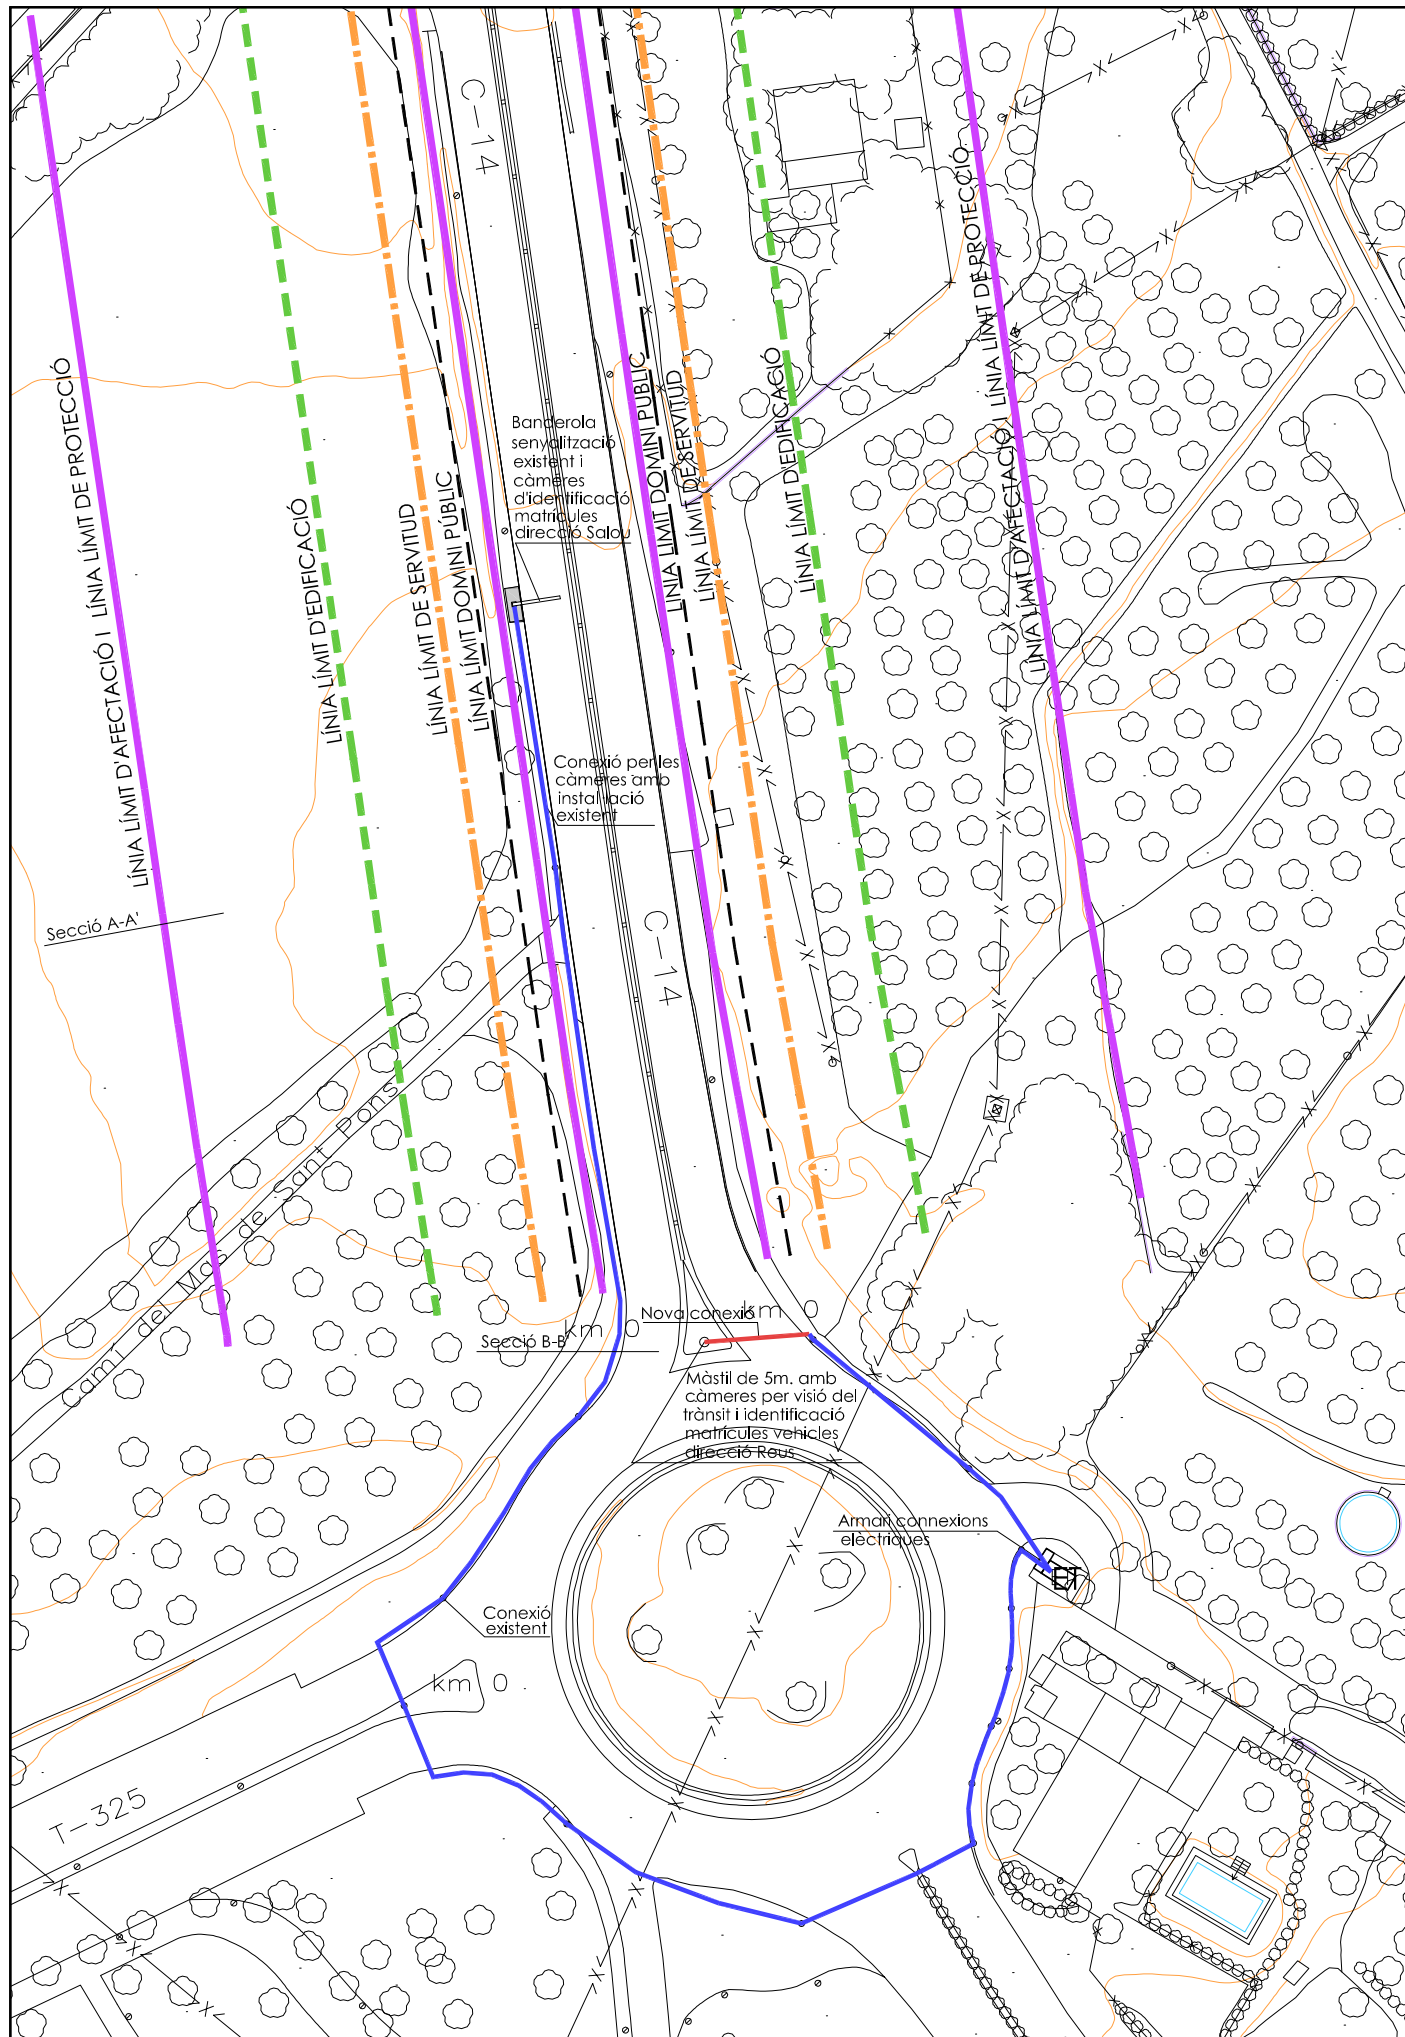 C-14
LÍNIA LÍMIT D'AFECTACIÓ I  LÍNIA LÍMIT DE PROTECCIÓ
LÍNIA LÍMIT D'EDIFICACIÓ
LÍNIA LÍMIT DE SERVITUD
LÍNIA LÍMIT DOMINI PÚBLIC
Banderola
senyalització
existent i
càmeres
d'identificació
matrícules
direcció Salou
LÍNIA LÍMIT DOMINI PÚBLIC
LÍNIA LÍMIT DE SERVITUD
LÍNIA LÍMIT D'EDIFICACIÓ
LÍNIA LÍMIT D'AFECTACIÓ I  LÍNIA LÍMIT DE PROTECCIÓ
Conexió per les
càmeres amb
instal·lació
existent
Secció A-A'
C-14
Camí del Mas de Sant Pons
Nova conexió
km 0
km 0
Secció B-B'
Màstil de 5m. amb
càmeres per visió del
trànsit i identificació
matrícules vehicles
direcció Reus
Armari connexions
elèctriques
ET
Conexió
existent
km 0
T-325